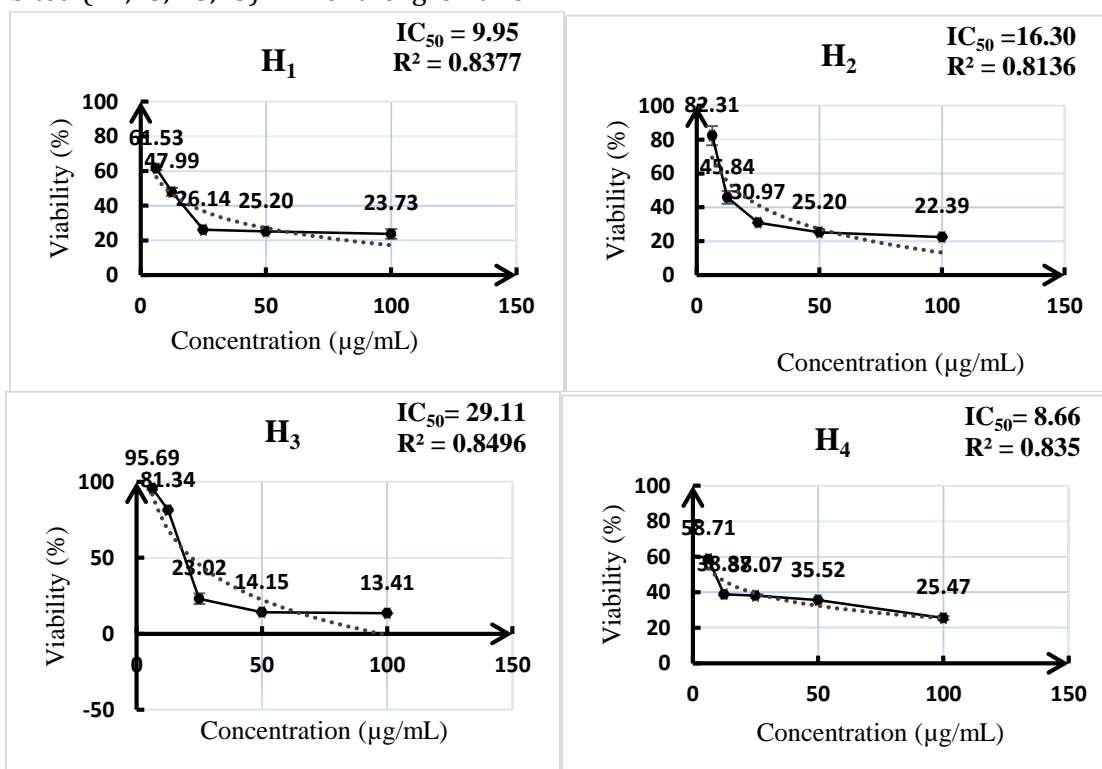 H₁
IC₅₀ = 9.95
R² = 0.8377
Viability (%)
100
80
60
40
20
0
61.53
47.99
26.14
25.20
23.73
0
50
100
150
Concentration (µg/mL)
H₂
IC₅₀ =16.30
R² = 0.8136
Viability (%)
100
80
60
40
20
0
82.31
45.84
30.97
25.20
22.39
0
50
100
150
Concentration (µg/mL)
H₃
IC₅₀= 29.11
R² = 0.8496
Viability (%)
100
50
0
-50
95.69
81.34
23.02
14.15
13.41
0
50
100
150
Concentration (µg/mL)
H₄
IC₅₀= 8.66
R² = 0.835
Viability (%)
100
80
60
40
20
0
58.71
38.07
35.52
25.47
0
50
100
150
Concentration (µg/mL)